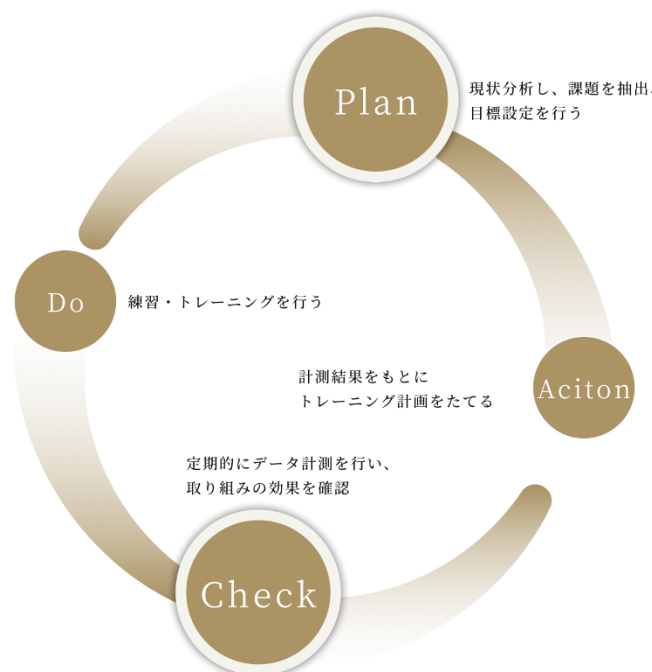 Plan
現状分析し、課題を抽出、
目標設定を行う
Do
練習・トレーニングを行う
計測結果をもとに
トレーニング計画をたてる
Aciton
定期的にデータ計測を行い、
取り組みの効果を確認
Check